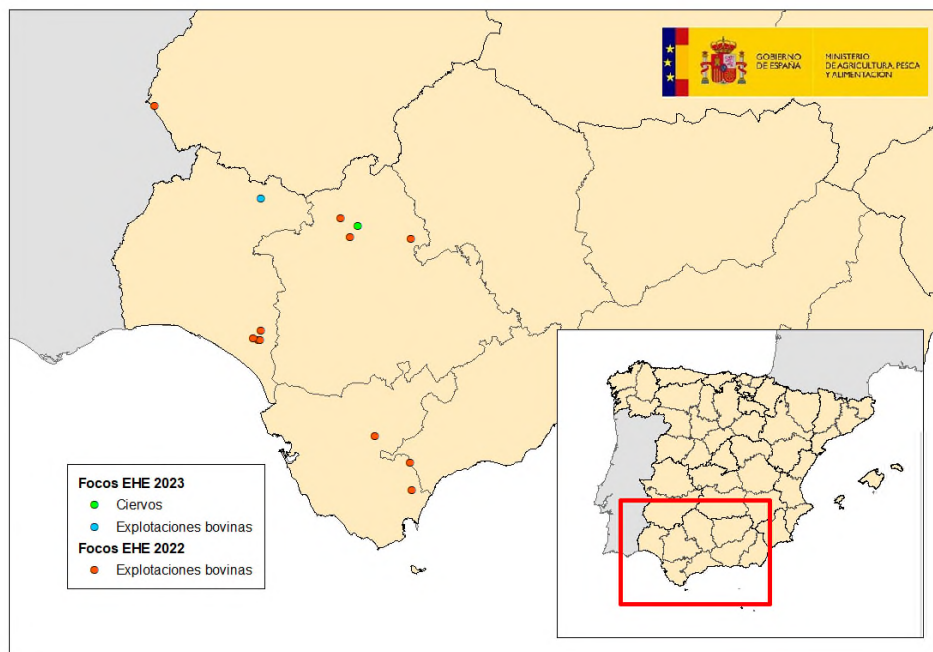 GOBIERNO
DE ESPAÑA
MINISTERIO
DE AGRICULTURA, PESCA
Y ALIMENTACIÓN
Focos EHE 2023
Ciervos
Explotaciones bovinas
Focos EHE 2022
Explotaciones bovinas